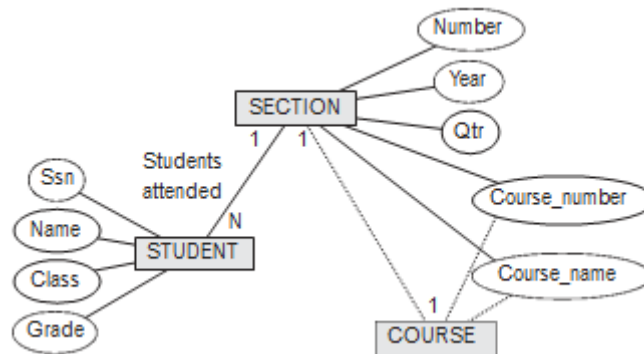 Number
Year
SECTION
Qtr
1
1
Students
attended
Ssn
Course_number
Name
N
STUDENT
Class
Course_name
1
Grade
COURSE